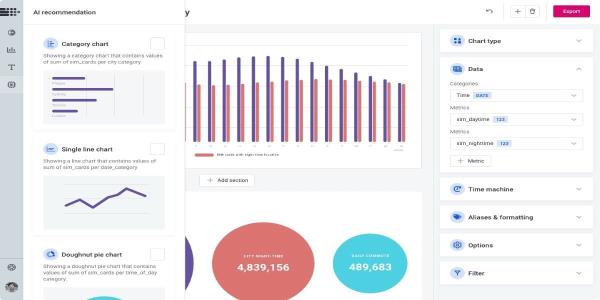 AI recommendation
y
Export
Category chart
Showing a category chart that contains values
of sum of sim_cards per city category
Single line chart
Showing a line chart that contains values of
sum of sim_cards per date_category
Doughnut pie chart
Showing a doughnut pie chart that contains
values of sum of sim_cards per time_of_day
category.
Add section
CITY NIGHT-TIME
4,839,156
DAILY COMMUTE
489,683
Chart type
Data
Categories
Time DATE
Metrics
sim_daytime 123
Metrics
sim_nighttime 123
Metric
Time machine
Aliases & formatting
Options
Filter